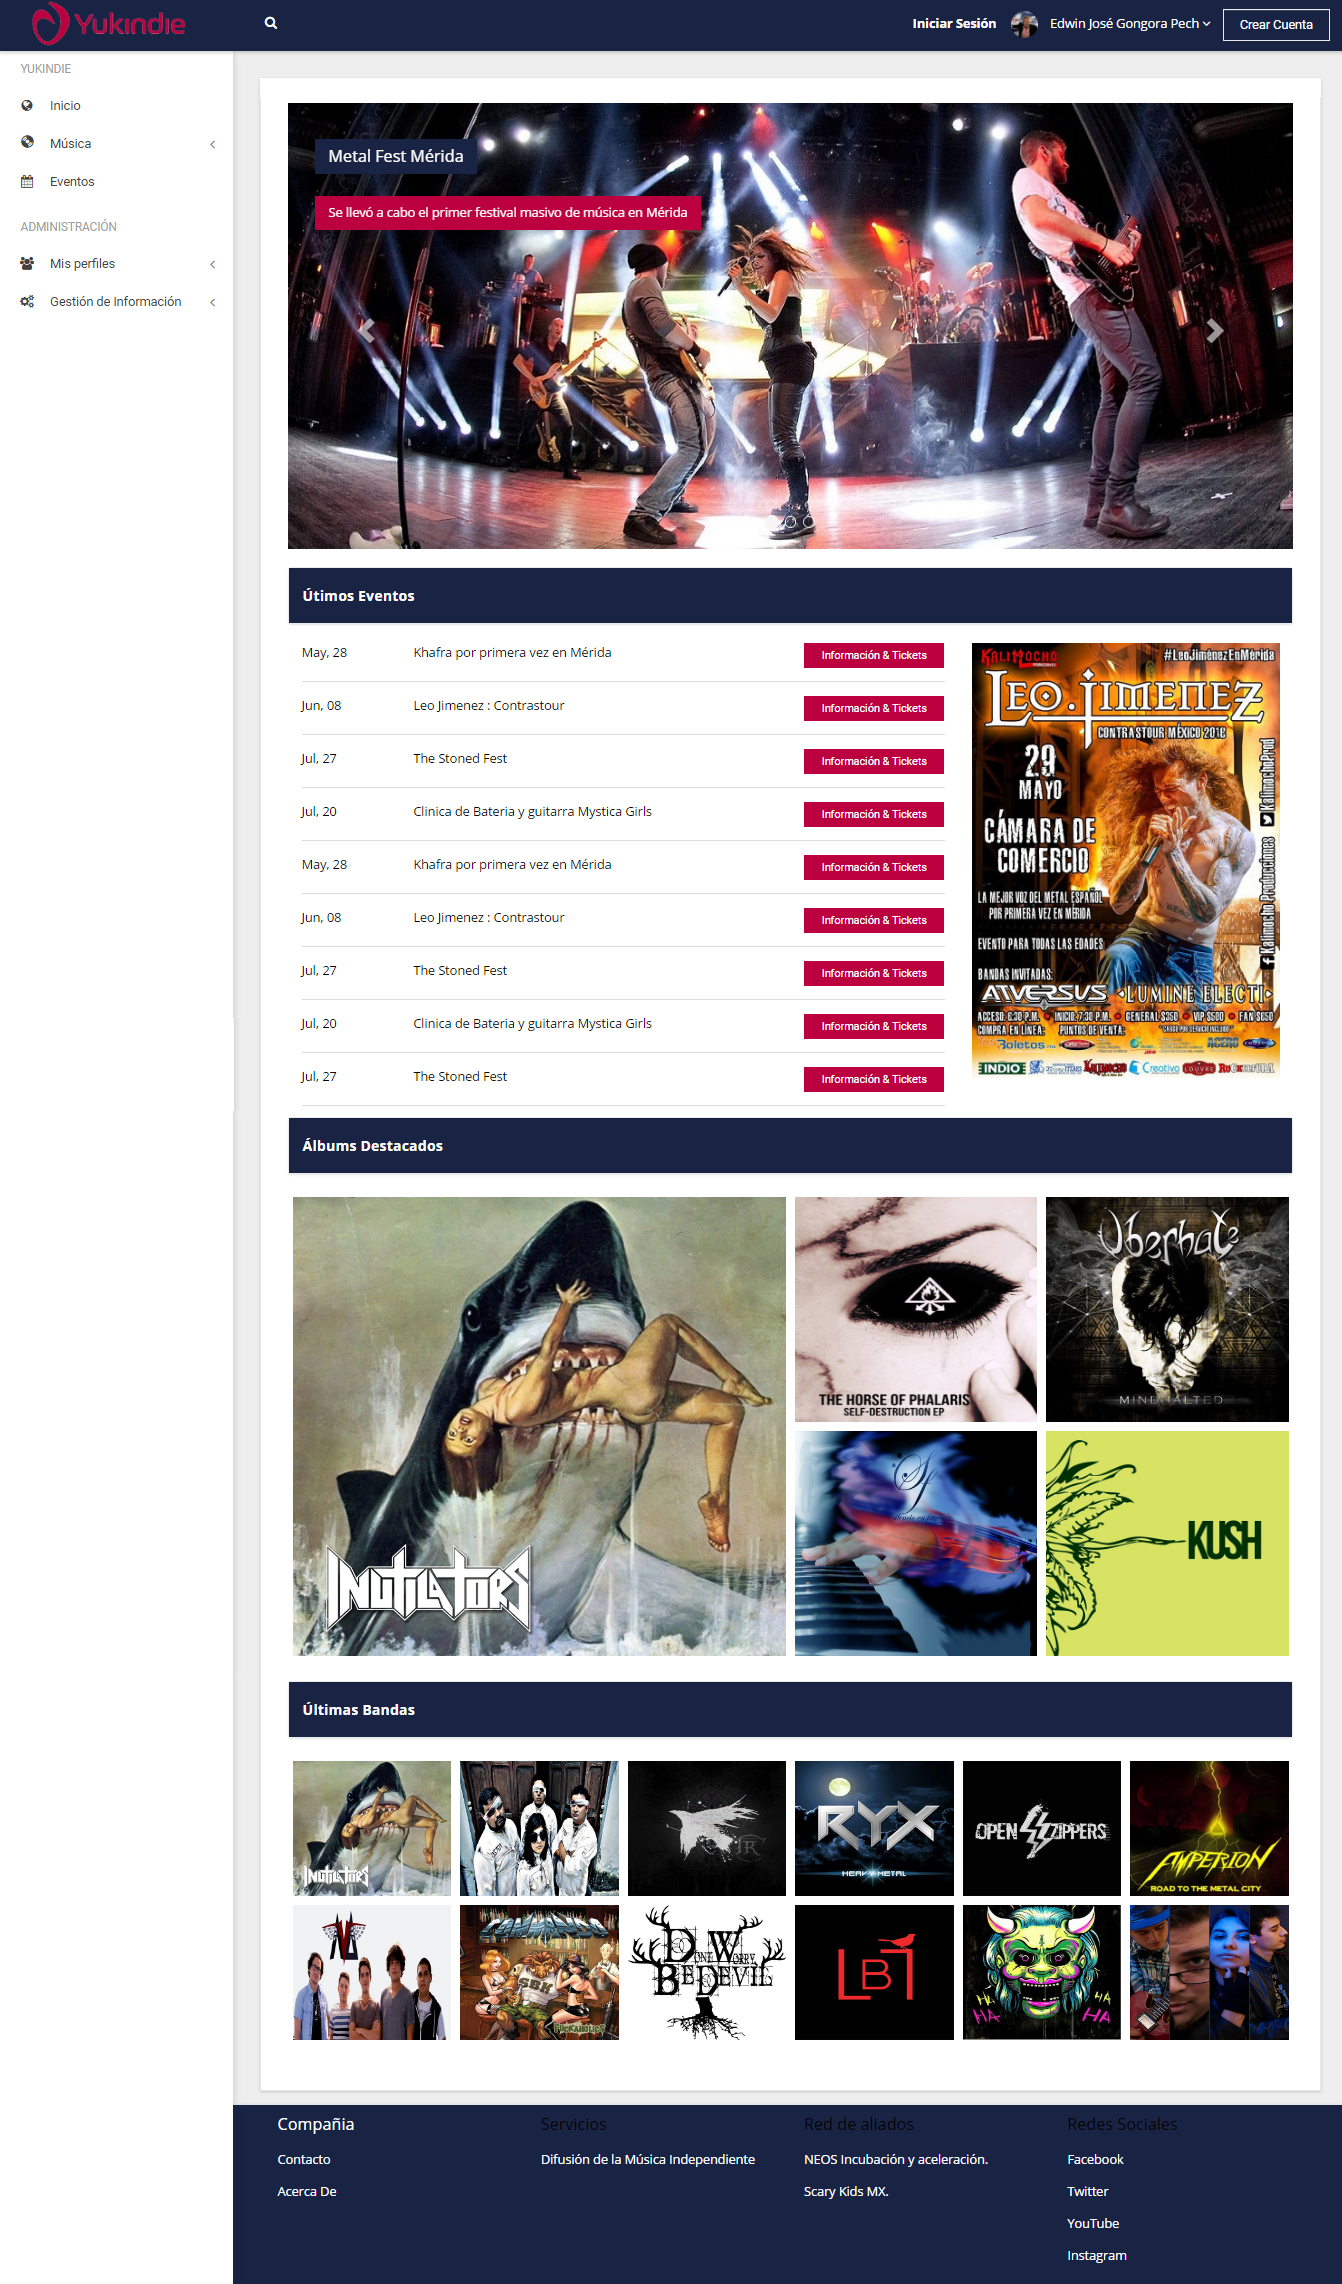 Yukindie
Iniciar Sesión
Edwin José Gongora Pech
Crear Cuenta
YUKINDIE
Inicio
Música
Eventos
ADMINISTRACIÓN
Mis perfiles
Gestión de Información
Metal Fest Mérida
Se llevó a cabo el primer festival masivo de música en Mérida
Útimos Eventos
May, 28 Khafra por primera vez en Mérida Información & Tickets
Jun, 08 Leo Jimenez : Contrastour Información & Tickets
Jul, 27 The Stoned Fest Información & Tickets
Jul, 20 Clinica de Bateria y guitarra Mystica Girls Información & Tickets
May, 28 Khafra por primera vez en Mérida Información & Tickets
Jun, 08 Leo Jimenez : Contrastour Información & Tickets
Jul, 27 The Stoned Fest Información & Tickets
Jul, 20 Clinica de Bateria y guitarra Mystica Girls Información & Tickets
Jul, 27 The Stoned Fest Información & Tickets
KALIMOCHO
#LeoJiménezEnMérida
LEO JIMENEZ
CONTRASTOUR MÉXICO 2016
29
MAYO
CÁMARA DE
COMERCIO
LA MEJOR VOZ DEL METAL ESPAÑOL
POR PRIMERA VEZ EN MÉRIDA
EVENTO PARA TODAS LAS EDADES
BANDAS INVITADAS:
ATVERSUS LUMINE ELECTI
ACCESO: 6:30 P.M. INICIO: 7:30 P.M. GENERAL $350 VIP $500 FAN $650
COMPRA EN LÍNEA: PUNTOS DE VENTA:
Boletos
ACERO
INDIO
KALIMOCHO
Creativa
KalimochoProd
Kalimocho Producciones
Álbums Destacados
INUTILATORS
THE HORSE OF PHALARIS
SELF-DESTRUCTION EP
Uberhate
MIND HALTED
KUSH
Últimas Bandas
INUTILATORS
RYX
HEAVY METAL
OPEN ZIPPERS
AMPERION
ROAD TO THE METAL CITY
SBH
DONE WORRY
BEDEVIL
LBT
HA HA
HA HA
Compañia
Contacto
Acerca De
Servicios
Difusión de la Música Independiente
Red de aliados
NEOS Incubación y aceleración.
Scary Kids MX.
Redes Sociales
Facebook
Twitter
YouTube
Instagram